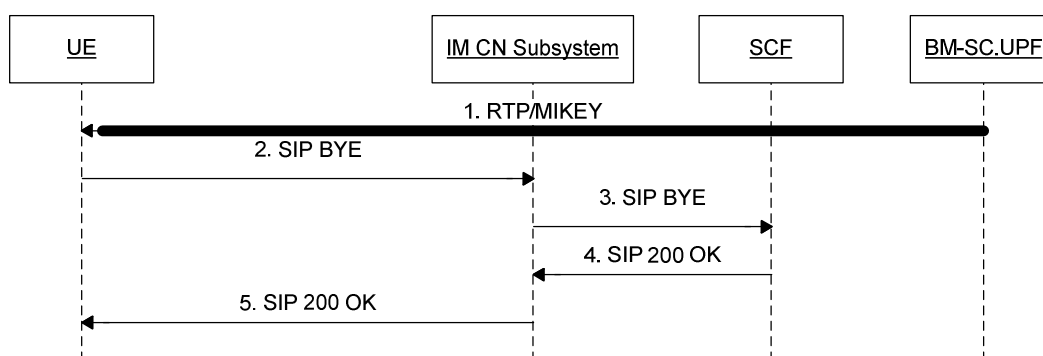 UE
IM CN Subsystem
SCF
BM-SC.UPF
1. RTP/MIKEY
2. SIP BYE
3. SIP BYE
4. SIP 200 OK
5. SIP 200 OK